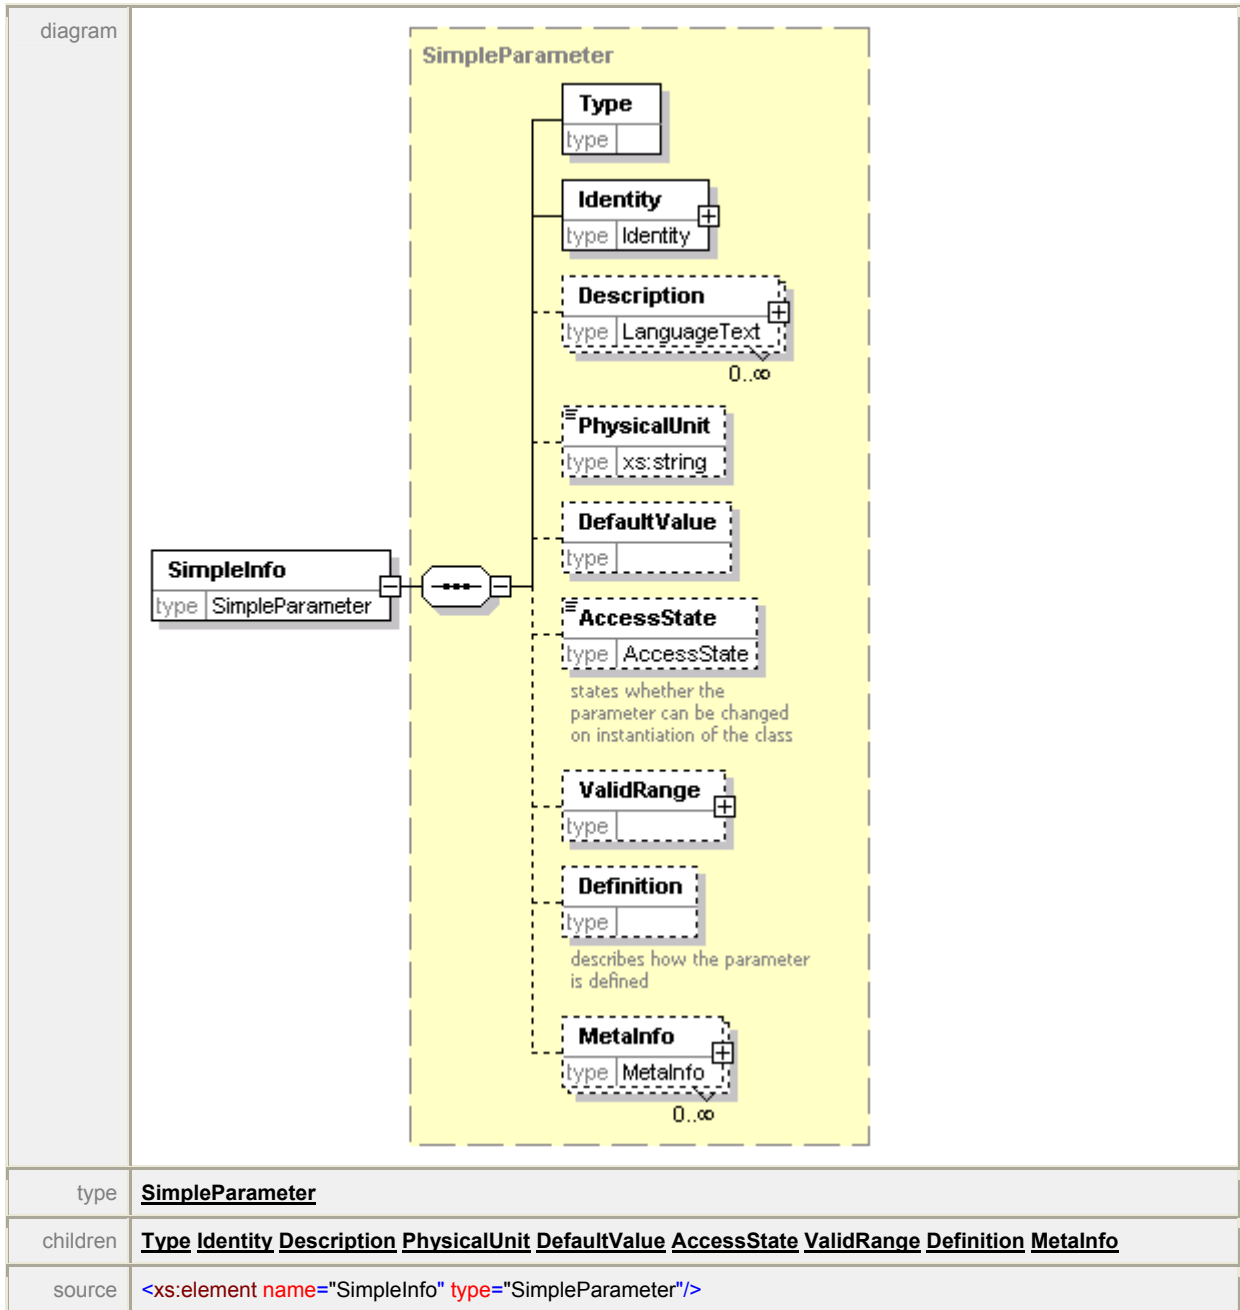 diagram
SimpleParameter
Type
type
Identity
type Identity
Description
type LanguageText
0..∞
PhysicalUnit
type xs:string
DefaultValue
type
SimpleInfo
type SimpleParameter
AccessState
type AccessState
states whether the
parameter can be changed
on instantiation of the class
ValidRange
type
Definition
type
describes how the parameter
is defined
MetaInfo
type MetaInfo
0..∞
type SimpleParameter
children Type Identity Description PhysicalUnit DefaultValue AccessState ValidRange Definition MetaInfo
source <xs:element name="SimpleInfo" type="SimpleParameter"/>